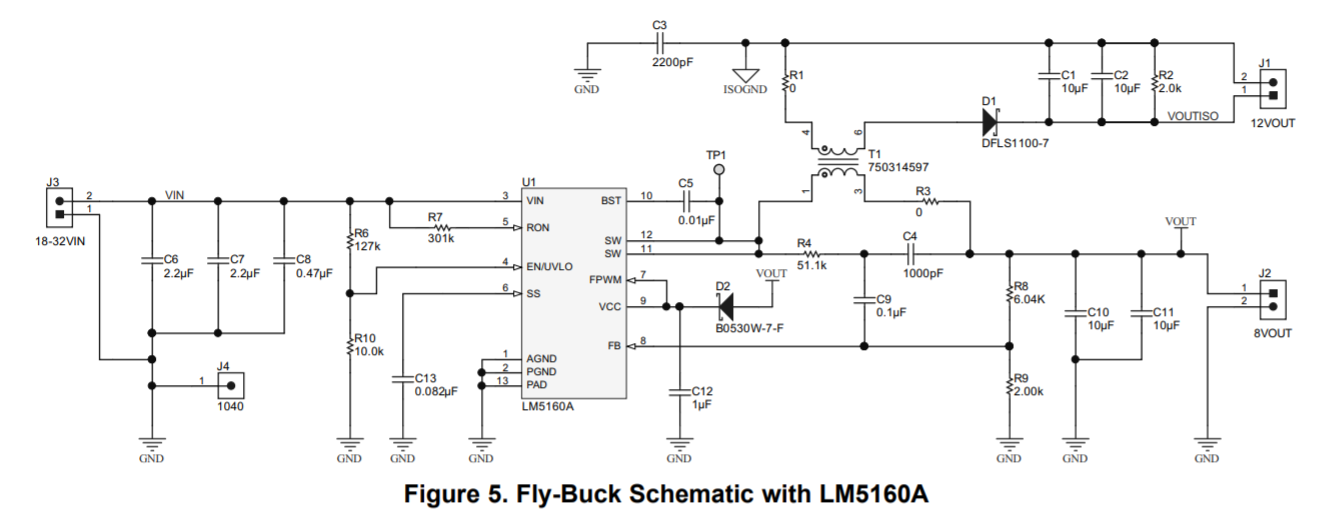 C3
2200pF
GND
ISOGND
R1
0
C1
10µF
C2
10µF
R2
2.0k
J1
2
1
12VOUT
VOUTISO
D1
DFLS1100-7
4
6
T1
750314597
1
3
TP1
J3
2
1
18-32VIN
VIN
C6
2.2µF
C7
2.2µF
C8
0.47µF
R6
127k
R7
301k
R10
10.0k
J4
1
1040
C13
0.082µF
U1
3
VIN
5
RON
4
EN/UVLO
6
SS
1
AGND
2
PGND
13
PAD
BST
10
SW
12
SW
11
FPWM
7
VCC
9
FB
8
LM5160A
C5
0.01µF
R3
0
R4
51.1k
C4
1000pF
VOUT
D2
B0530W-7-F
C9
0.1µF
C12
1µF
R8
6.04K
R9
2.00k
C10
10µF
C11
10µF
VOUT
J2
1
2
8VOUT
GND
GND
GND
GND
GND
GND
GND
GND
Figure 5. Fly-Buck Schematic with LM5160A